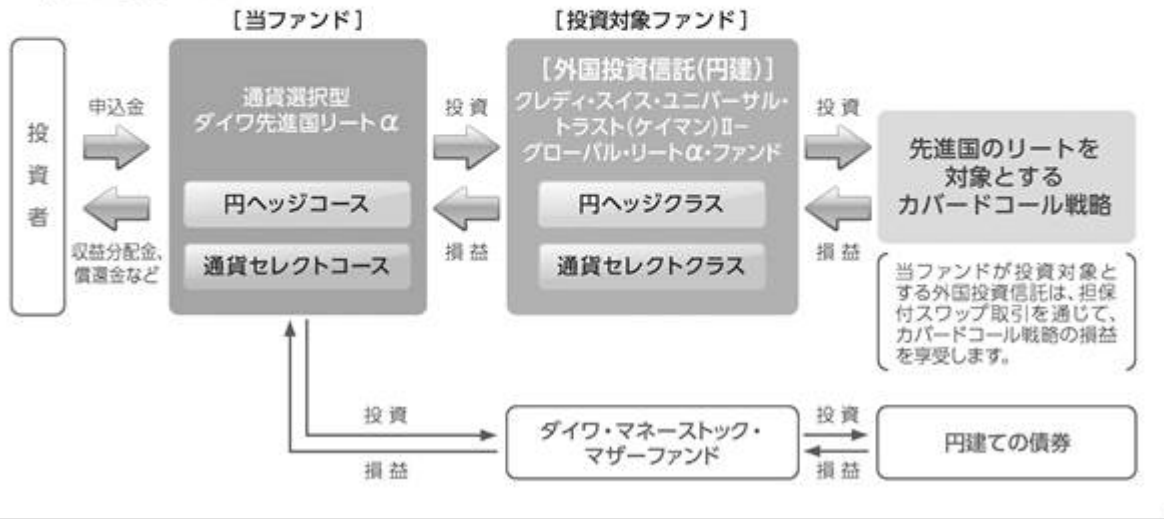 [当ファンド]
[投資対象ファンド]
投資者
申込金
収益分配金、
償還金など
通貨選択型
ダイワ先進国リートα
円ヘッジコース
通貨セレクトコース
投資
損益
[外国投資信託(円建)]
クレディ・スイス・ユニバーサル・
トラスト(ケイマン)Ⅱ−
グローバル・リートα・ファンド
円ヘッジクラス
通貨セレクトクラス
投資
損益
先進国のリートを
対象とする
カバードコール戦略
当ファンドが投資対象と
する外国投資信託は、担保
付スワップ取引を通じて、
カバードコール戦略の損益
を享受します。
投資
損益
ダイワ・マネーストック・
マザーファンド
投資
損益
円建ての債券